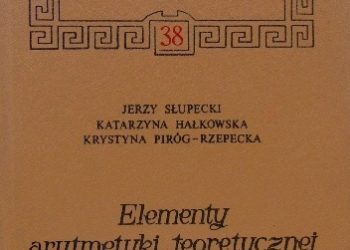 38
JERZY SŁUPECKI
KATARZYNA HAŁKOWSKA
KRYSTYNA PIRÓG-RZEPECKA
Elementy
arytmetyki teoretycznej